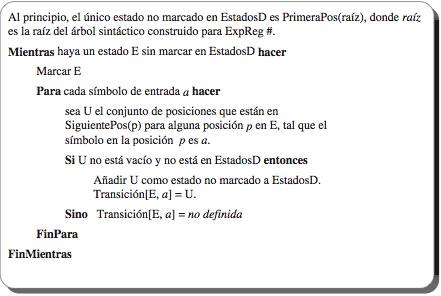 Al principio, el único estado no marcado en EstadosD es PrimeraPos(raíz), donde raíz
es la raíz del árbol sintáctico construido para ExpReg #.
Mientras haya un estado E sin marcar en EstadosD hacer
Marcar E
Para cada símbolo de entrada a hacer
sea U el conjunto de posiciones que están en
SiguientePos(p) para alguna posición p en E, tal que el
símbolo en la posición p es a.
Si U no está vacío y no está en EstadosD entonces
Añadir U como estado no marcado a EstadosD.
Transición[E, a] = U.
Sino Transición[E, a] = no definida
FinPara
FinMientras